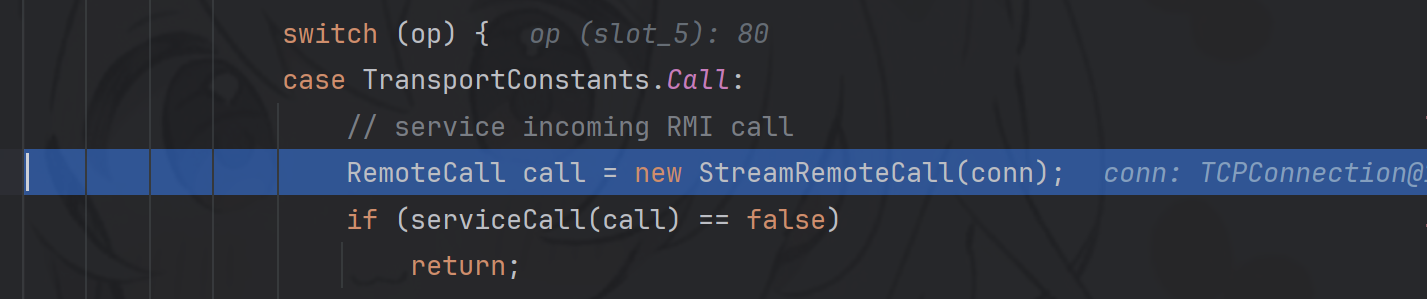 switch (op) { op (slot_5): 80
case TransportConstants.Call:
// service incoming RMI call
RemoteCall call = new StreamRemoteCall(conn); conn: TCPConnection@
if (serviceCall(call) == false)
return;